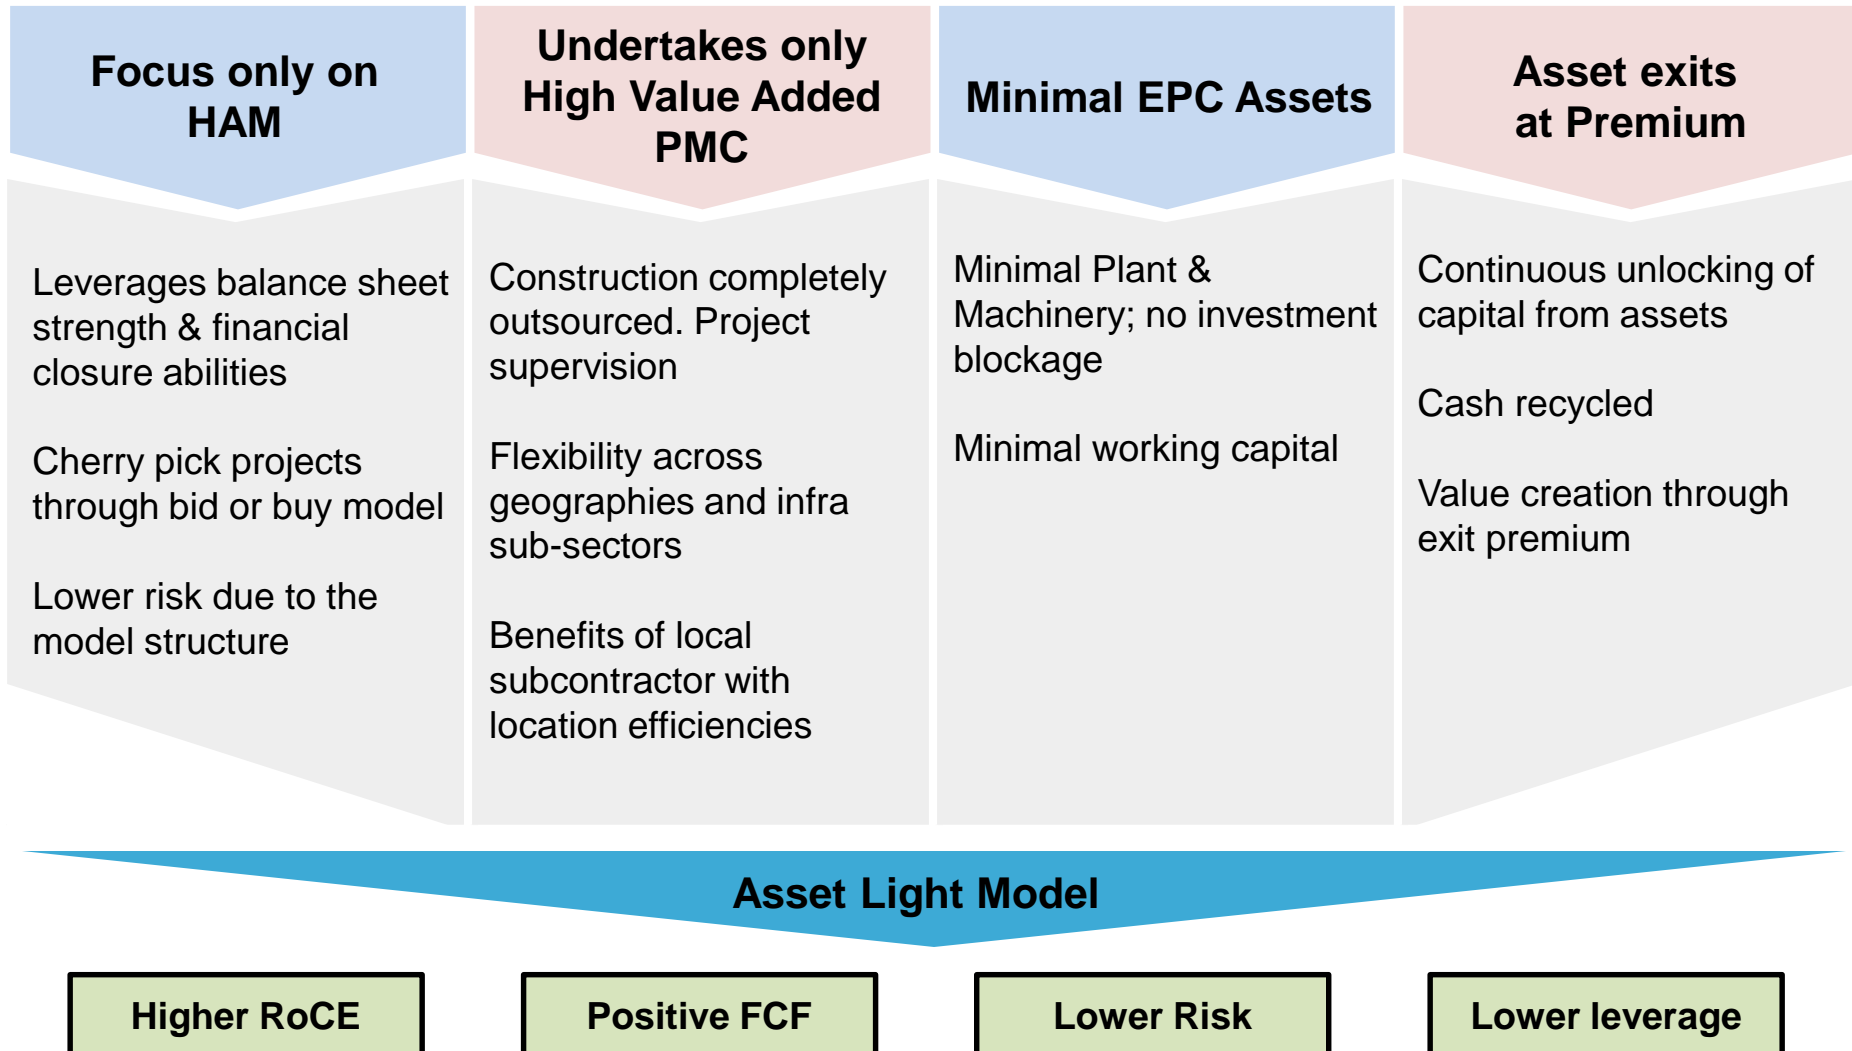 Focus only on
HAM
Leverages balance sheet
strength & financial
closure abilities
Cherry pick projects
through bid or buy model
Lower risk due to the
model structure
Undertakes only
High Value Added
PMC
Construction completely
outsourced. Project
supervision
Flexibility across
geographies and infra
sub-sectors
Benefits of local
subcontractor with
location efficiencies
Minimal EPC Assets
Minimal Plant &
Machinery; no investment
blockage
Minimal working capital
Asset exits
at Premium
Continuous unlocking of
capital from assets
Cash recycled
Value creation through
exit premium
Asset Light Model
Higher RoCE
Positive FCF
Lower Risk
Lower leverage